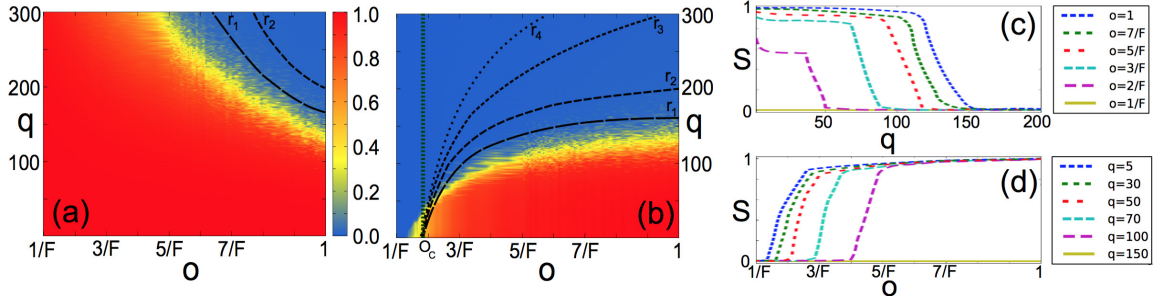 300
200
q
100
(a)
r1
r2
1/F
3/F
5/F
7/F
1
o
1.0
0.8
0.6
0.4
0.2
0.0
r4
r3
r2
r1
300
200
q
100
(b)
1/F
oc
3/F
5/F
7/F
1
o
1
S
0
(c)
50
100
150
200
q
o=1
o=7/F
o=5/F
o=3/F
o=2/F
o=1/F
1
S
0
(d)
1/F
3/F
5/F
7/F
1
o
q=5
q=30
q=50
q=70
q=100
q=150